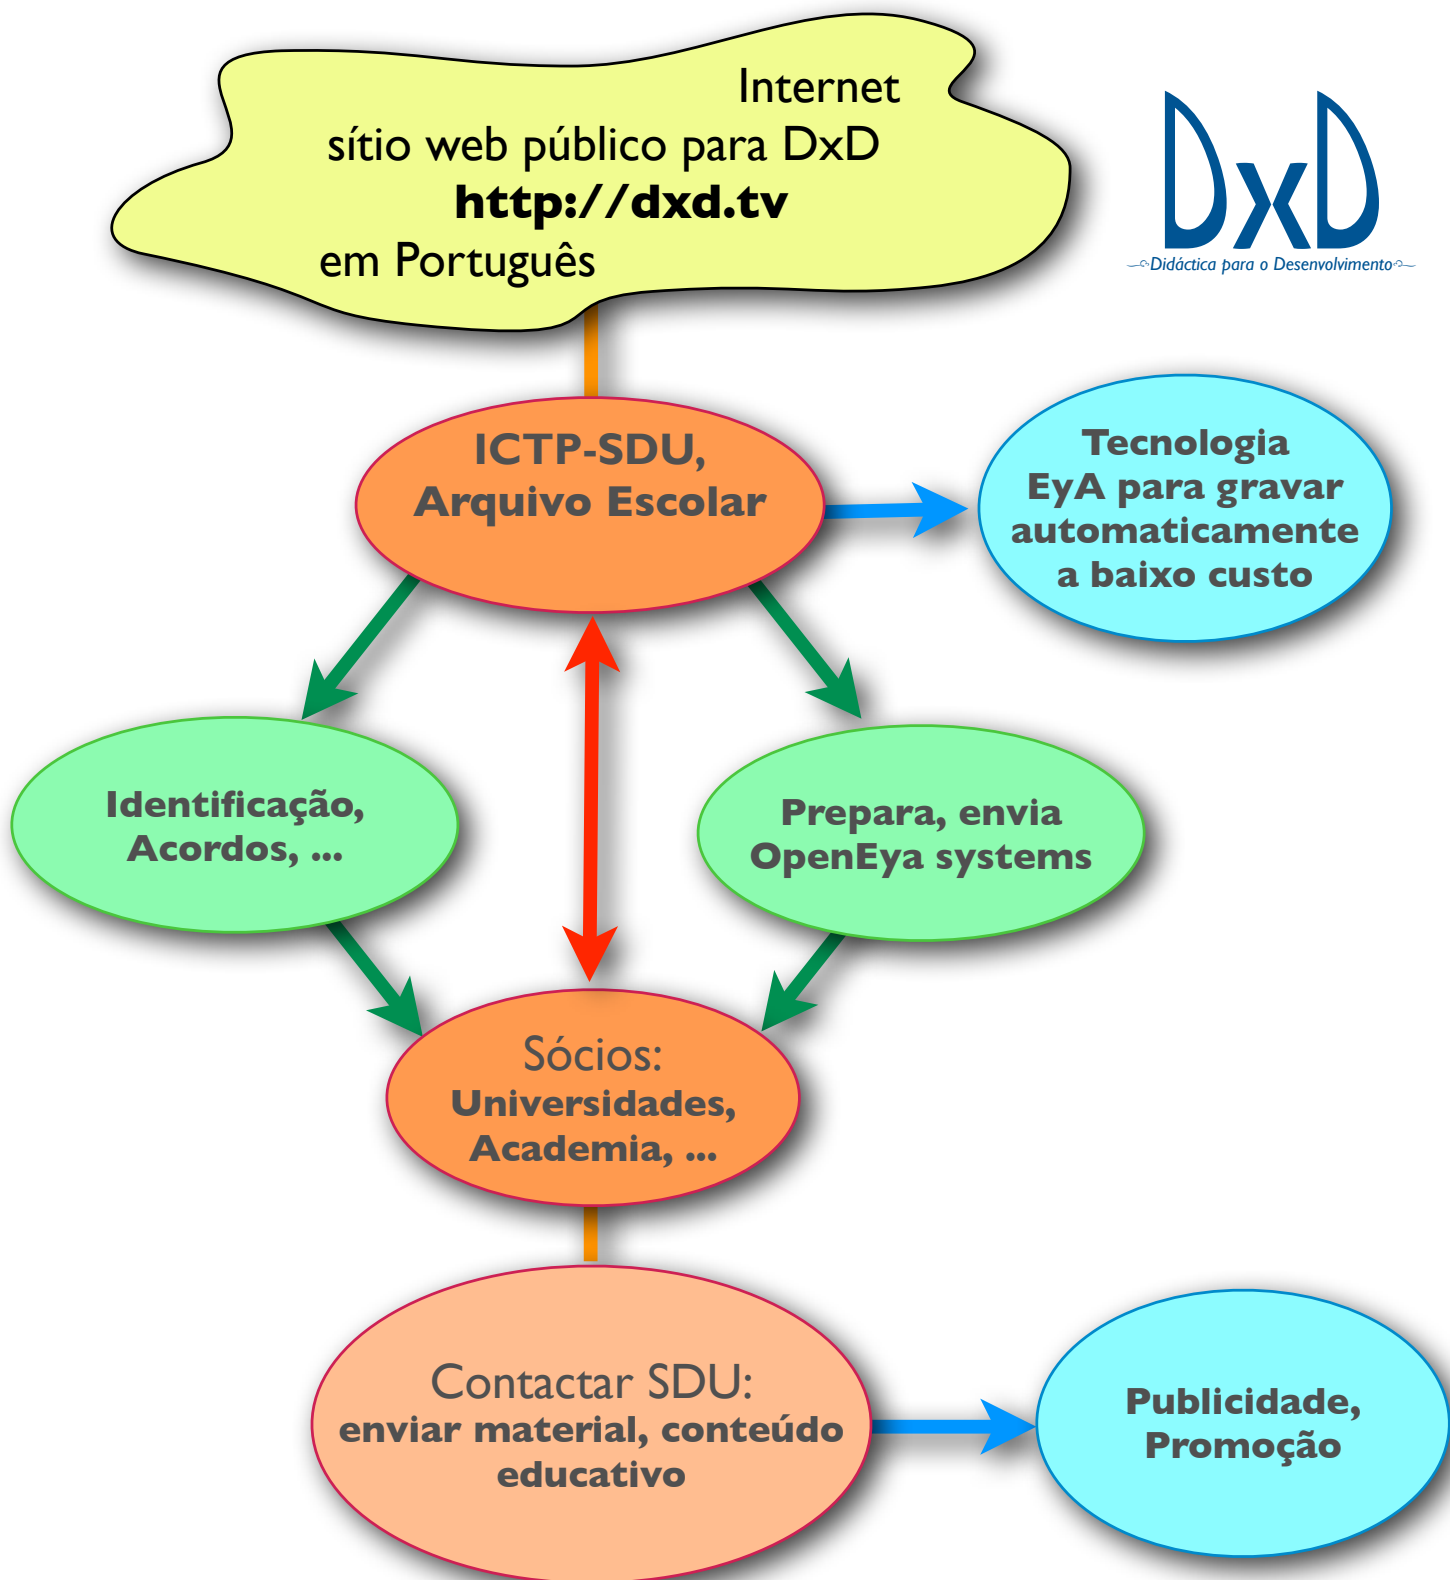 Internet
sítio web público para DxD
http://dxd.tv
em Português
DxD
Didáctica para o Desenvolvimento
ICTP-SDU,
Arquivo Escolar
Tecnologia
EyA para gravar
automaticamente
a baixo custo
Identificação,
Acordos, ...
Prepara, envia
OpenEya systems
Sócios:
Universidades,
Academia, ...
Contactar SDU:
enviar material, conteúdo
educativo
Publicidade,
Promoção